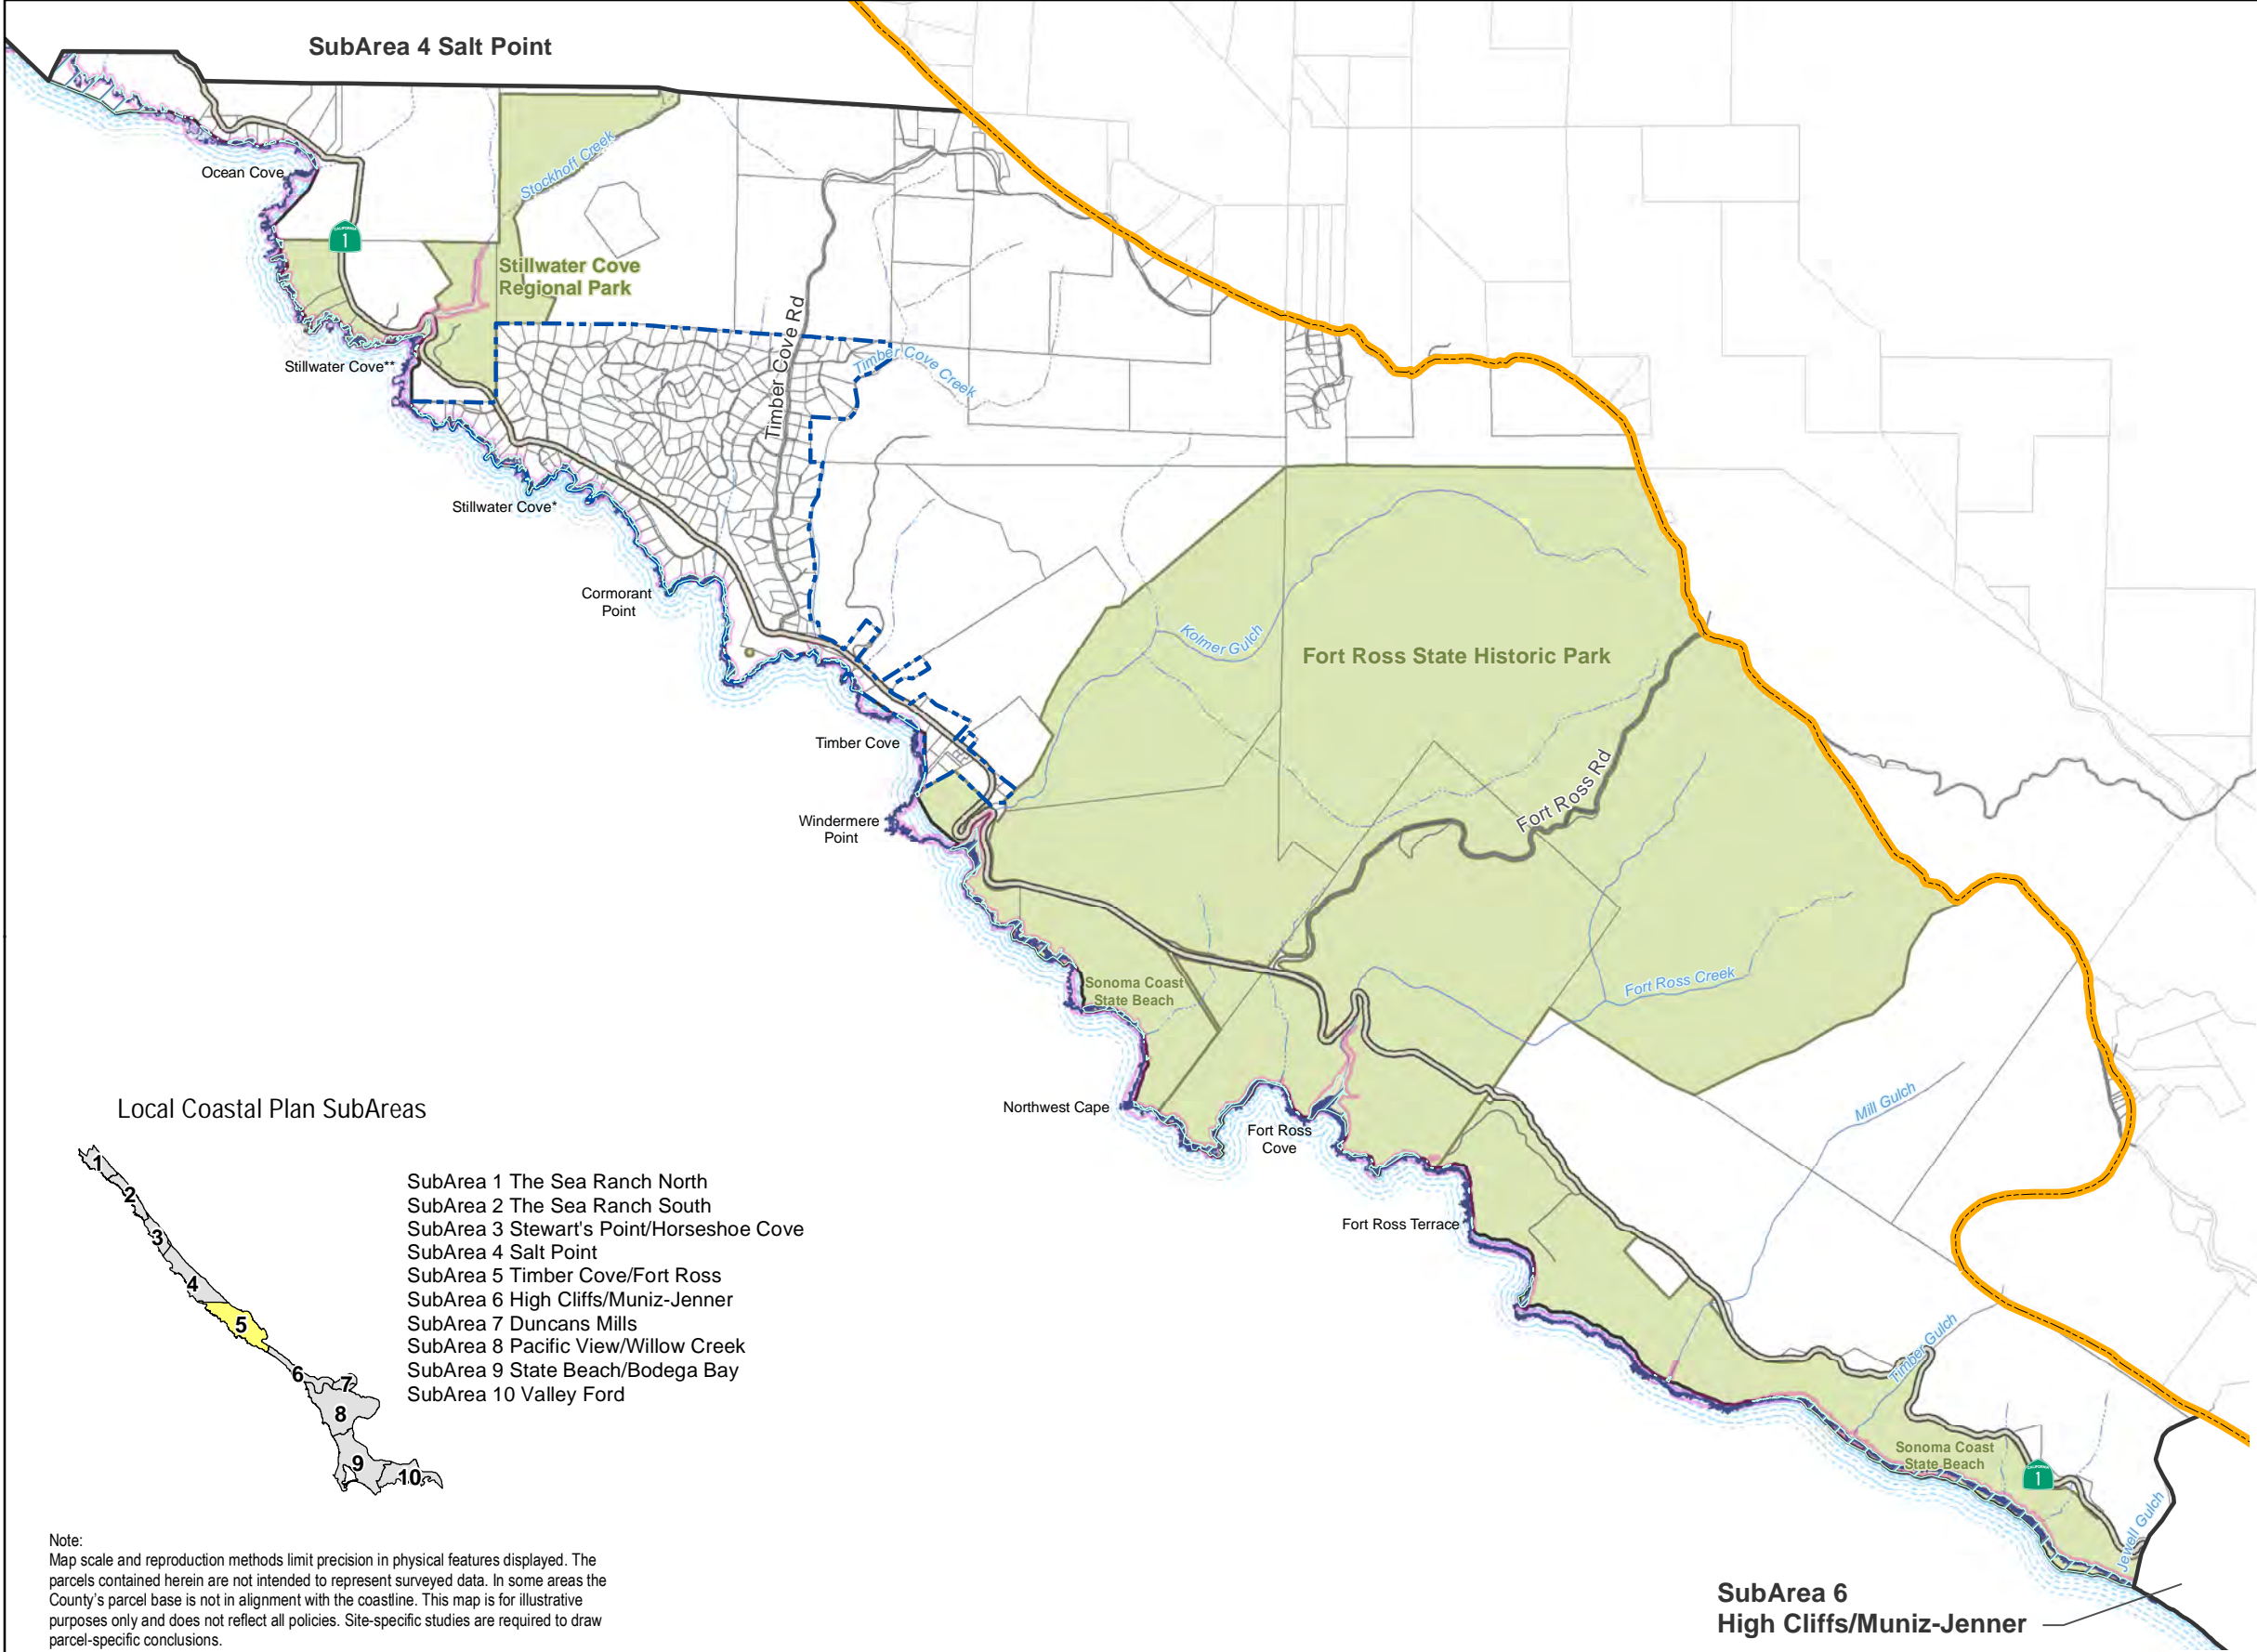 SubArea 4 Salt Point
Ocean Cove
Stockhoff Creek
CALIFORNIA
1
Stillwater Cove
Regional Park
Timber Cove Rd
Timber Cove Creek
Stillwater Cove**
Stillwater Cove*
Cormorant
Point
Kolmer Gulch
Fort Ross State Historic Park
Timber Cove
Fort Ross Rd
Windermere
Point
Sonoma Coast
State Beach
Fort Ross Creek
Northwest Cape
Fort Ross
Cove
Mill Gulch
Fort Ross Terrace
Timber Gulch
Sonoma Coast
State Beach
CALIFORNIA
1
Jewell Gulch
SubArea 6
High Cliffs/Muniz-Jenner
Local Coastal Plan SubAreas
1
2
3
4
5
6
7
8
9
10
SubArea 1 The Sea Ranch North
SubArea 2 The Sea Ranch South
SubArea 3 Stewart's Point/Horseshoe Cove
SubArea 4 Salt Point
SubArea 5 Timber Cove/Fort Ross
SubArea 6 High Cliffs/Muniz-Jenner
SubArea 7 Duncans Mills
SubArea 8 Pacific View/Willow Creek
SubArea 9 State Beach/Bodega Bay
SubArea 10 Valley Ford
Note:
Map scale and reproduction methods limit precision in physical features displayed. The
parcels contained herein are not intended to represent surveyed data. In some areas the
County's parcel base is not in alignment with the coastline. This map is for illustrative
purposes only and does not reflect all policies. Site-specific studies are required to draw
parcel-specific conclusions.